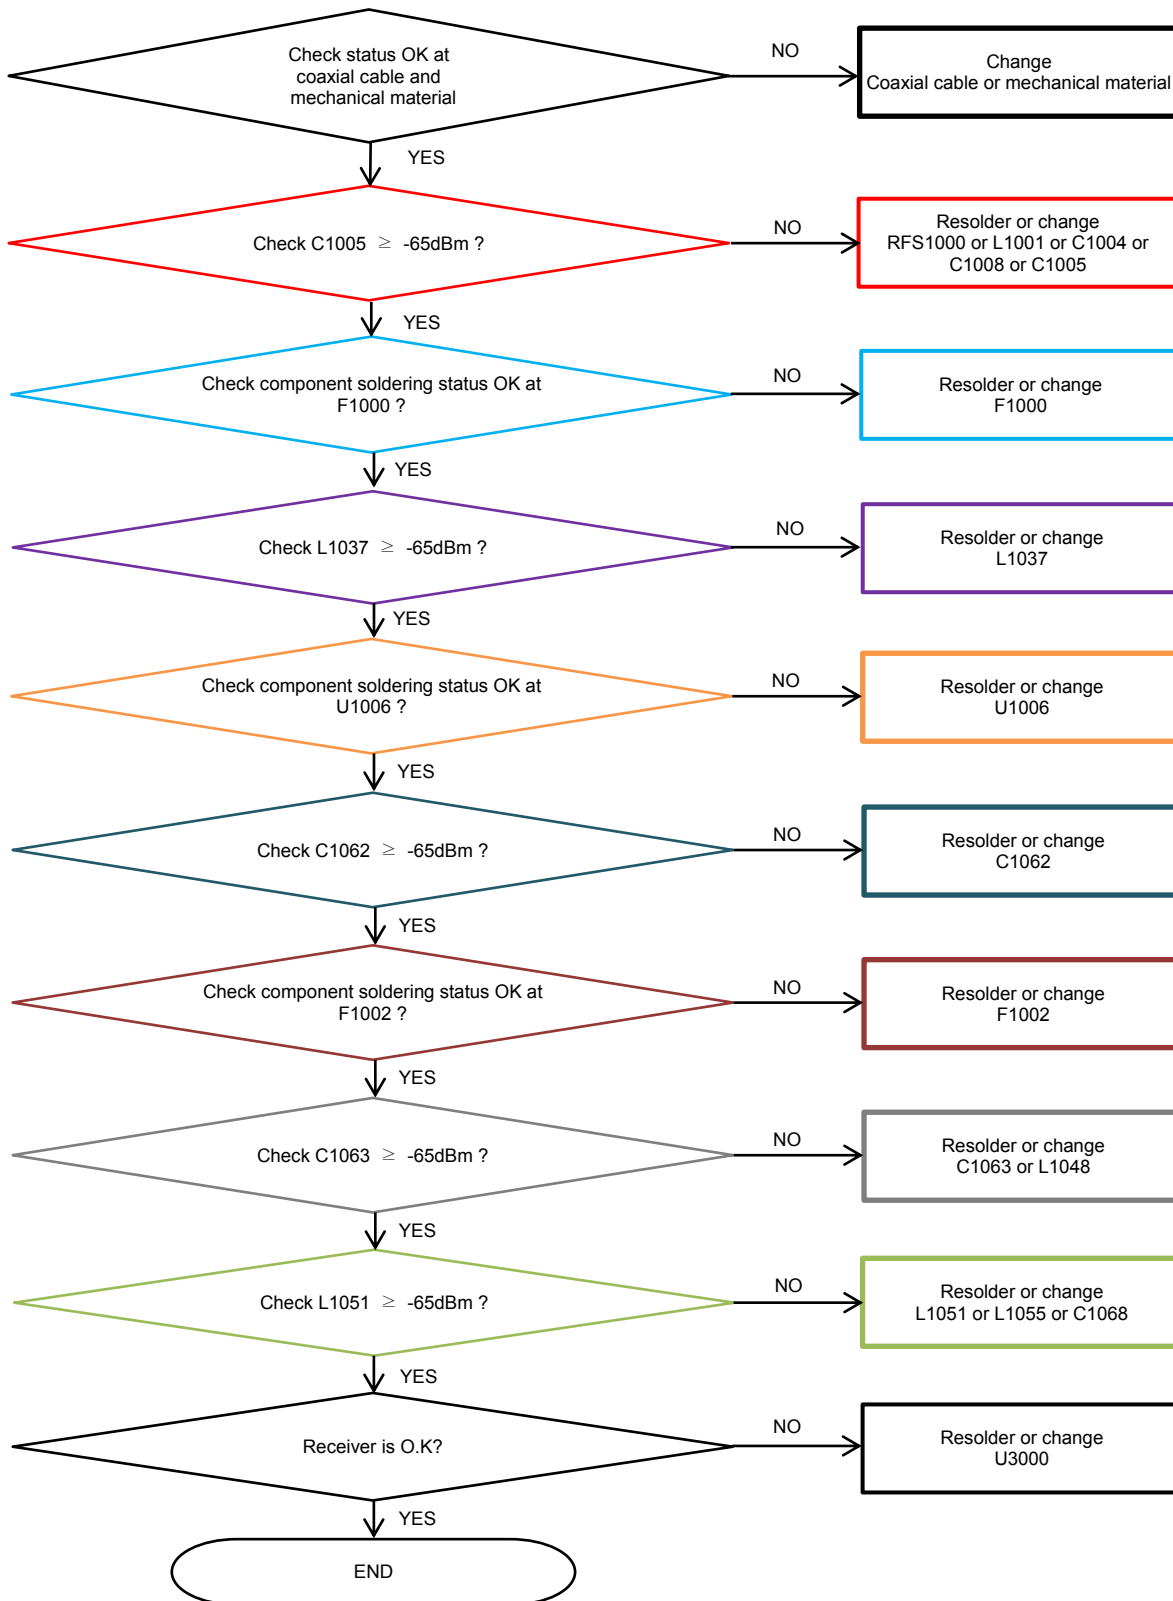 Check status OK at
coaxial cable and
mechanical material
NO
Change
Coaxial cable or mechanical material
YES
Check C1005 ≥ -65dBm ?
NO
Resolder or change
RFS1000 or L1001 or C1004 or
C1008 or C1005
YES
Check component soldering status OK at
F1000 ?
NO
Resolder or change
F1000
YES
Check L1037 ≥ -65dBm ?
NO
Resolder or change
L1037
YES
Check component soldering status OK at
U1006 ?
NO
Resolder or change
U1006
YES
Check C1062 ≥ -65dBm ?
NO
Resolder or change
C1062
YES
Check component soldering status OK at
F1002 ?
NO
Resolder or change
F1002
YES
Check C1063 ≥ -65dBm ?
NO
Resolder or change
C1063 or L1048
YES
Check L1051 ≥ -65dBm ?
NO
Resolder or change
L1051 or L1055 or C1068
YES
Receiver is O.K?
NO
Resolder or change
U3000
YES
END